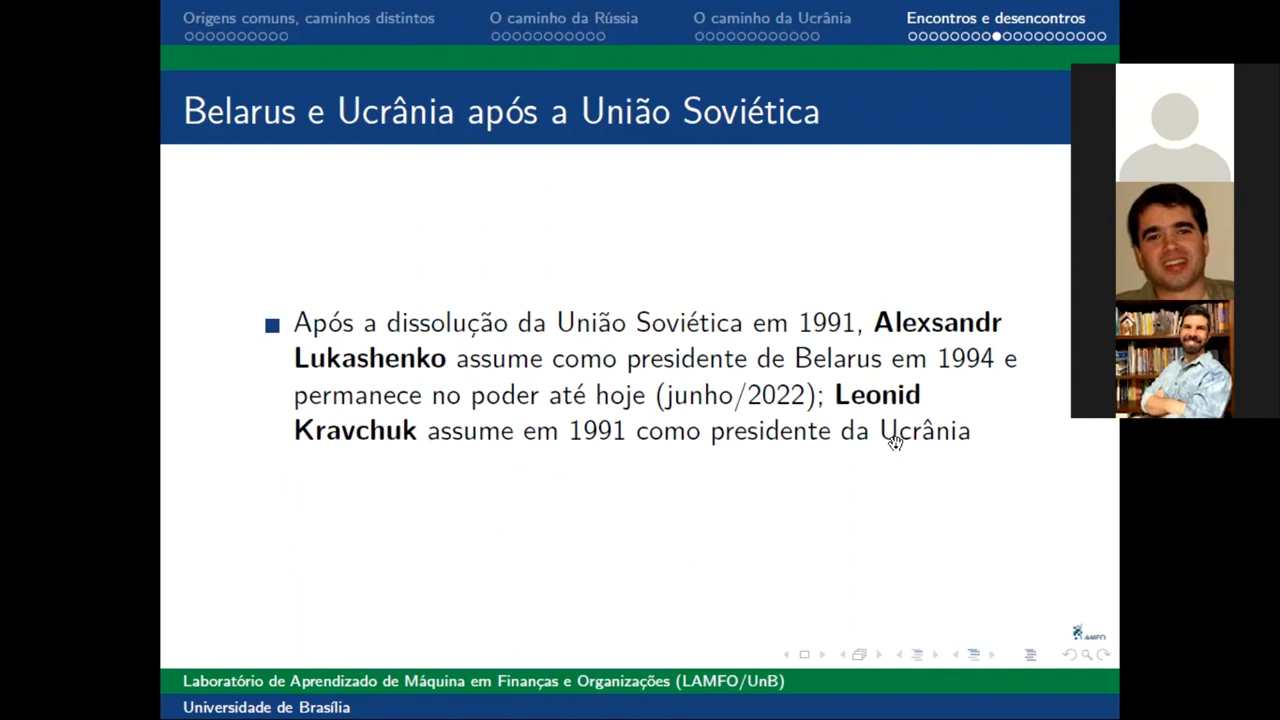 Origens comuns, caminhos distintos
O caminho da Rússia
O caminho da Ucrânia
Encontros e desencontros
Belarus e Ucrânia após a União Soviética
Após a dissolução da União Soviética em 1991, Alexsandr
Lukashenko assume como presidente de Belarus em 1994 e
permanece no poder até hoje (junho/2022); Leonid
Kravchuk assume em 1991 como presidente da Ucrânia
LAMFO
Laboratório de Aprendizado de Máquina em Finanças e Organizações (LAMFO/UnB)
Universidade de Brasília